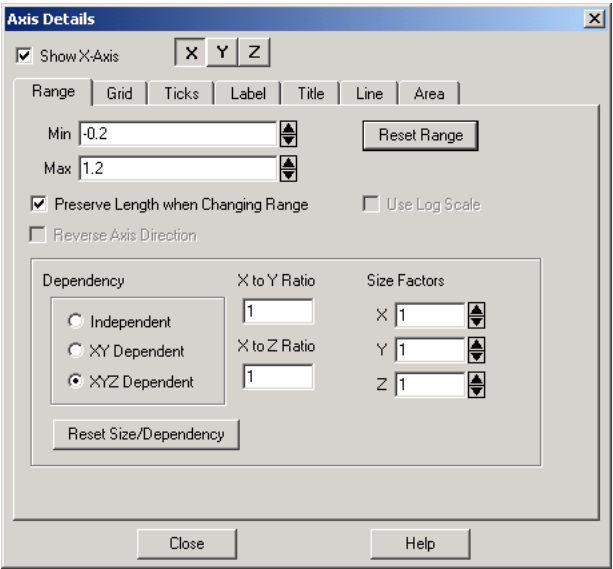 Axis Details
Show X-Axis X Y Z
Range Grid Ticks Label Title Line Area
Min -0.2 Reset Range
Max 1.2
Preserve Length when Changing Range Use Log Scale
Reverse Axis Direction
Dependency X to Y Ratio Size Factors
Independent 1 X 1
XY Dependent X to Z Ratio Y 1
XYZ Dependent 1 Z 1
Reset Size/Dependency
Close Help